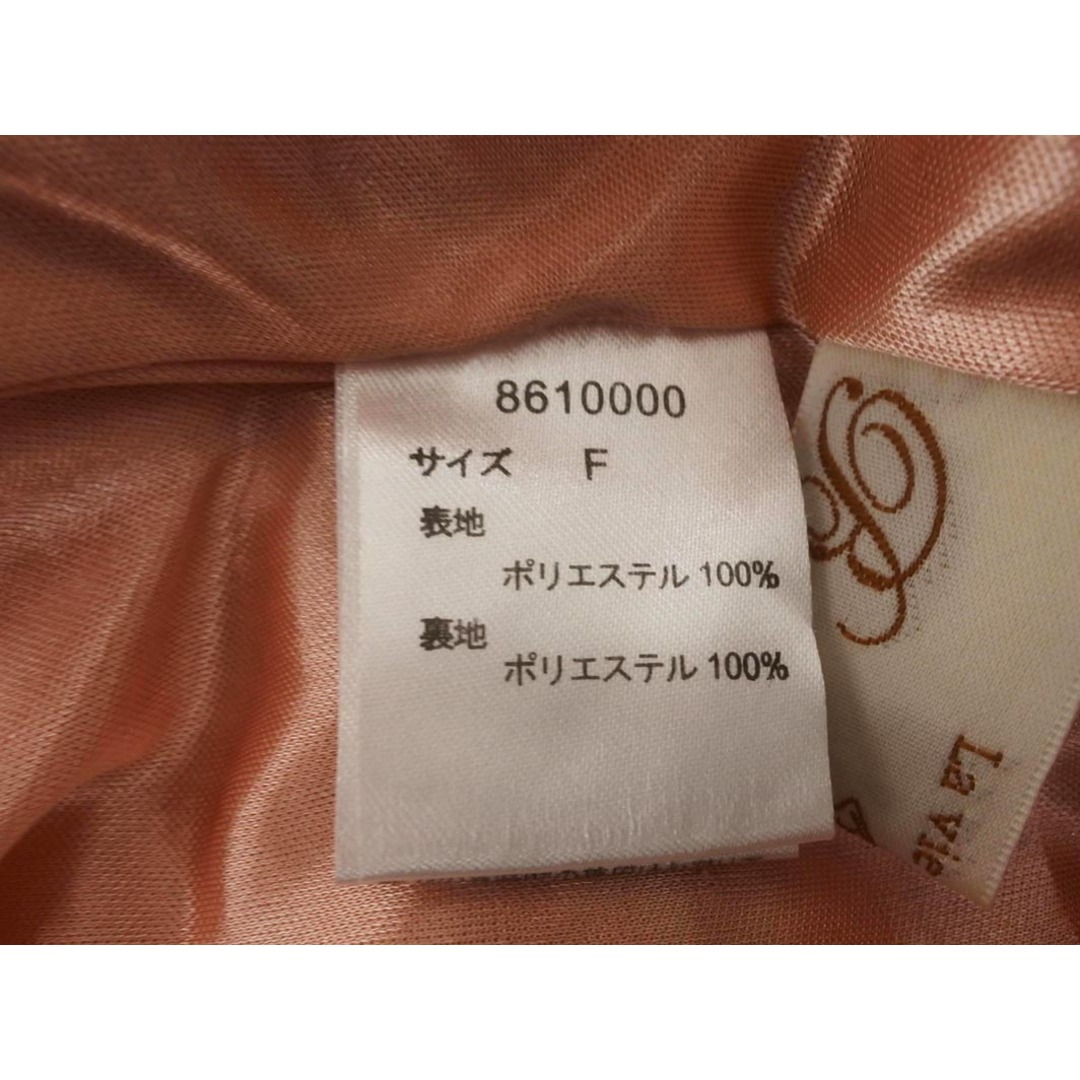 8610000
サイズ F
表地
ポリエステル 100%
裏地
ポリエステル 100%
La vie